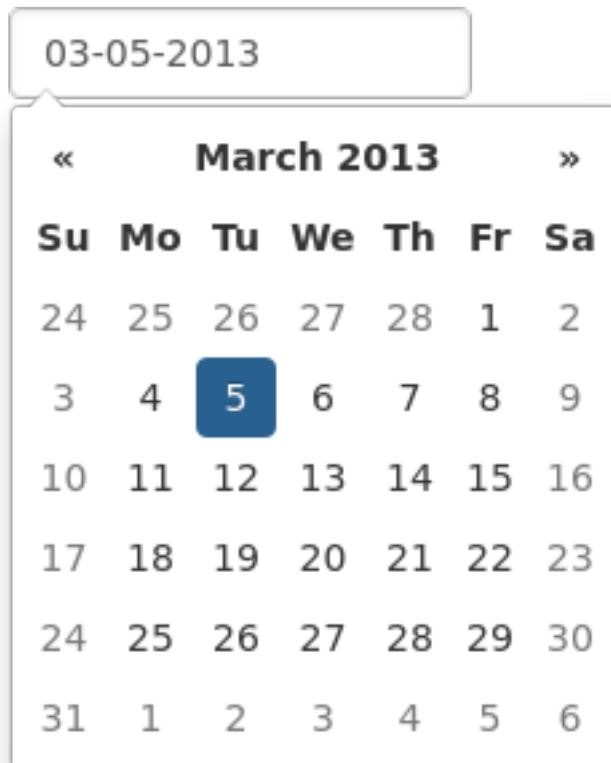 03-05-2013
« March 2013 »
Su Mo Tu We Th Fr Sa
24 25 26 27 28 1 2
3 4 5 6 7 8 9
10 11 12 13 14 15 16
17 18 19 20 21 22 23
24 25 26 27 28 29 30
31 1 2 3 4 5 6